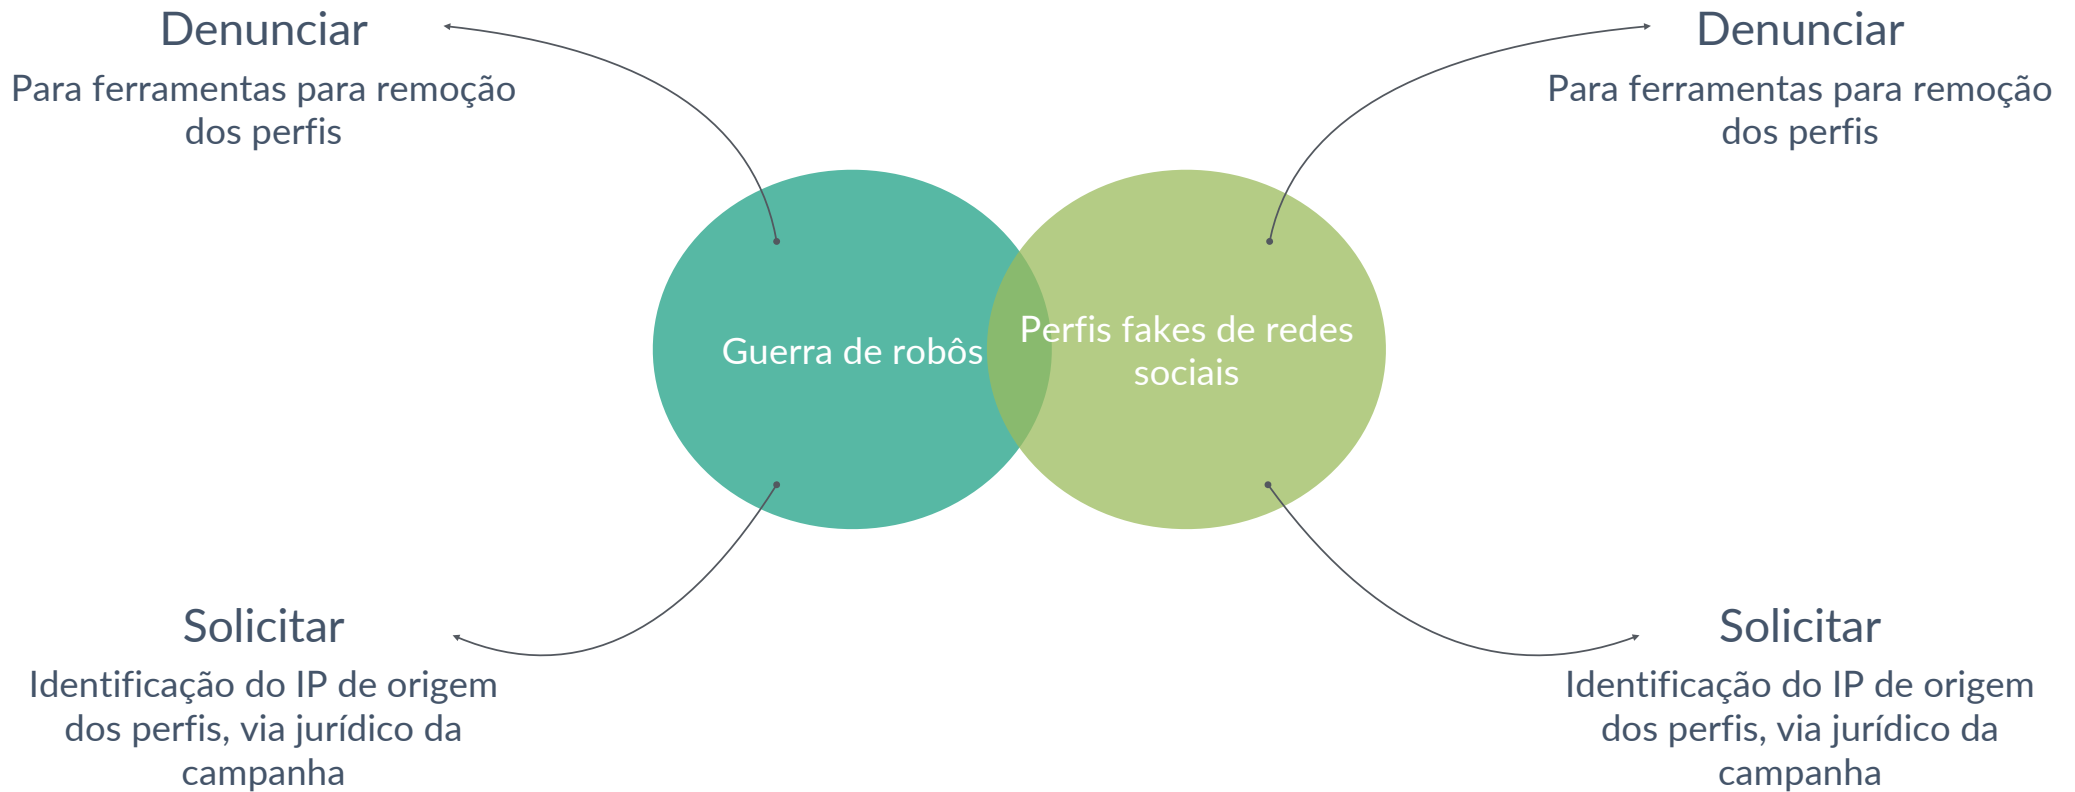 Denunciar
Para ferramentas para remoção
dos perfis
Denunciar
Para ferramentas para remoção
dos perfis
Guerra de robôs
Perfis fakes de redes
sociais
Solicitar
Identificação do IP de origem
dos perfis, via jurídico da
campanha
Solicitar
Identificação do IP de origem
dos perfis, via jurídico da
campanha